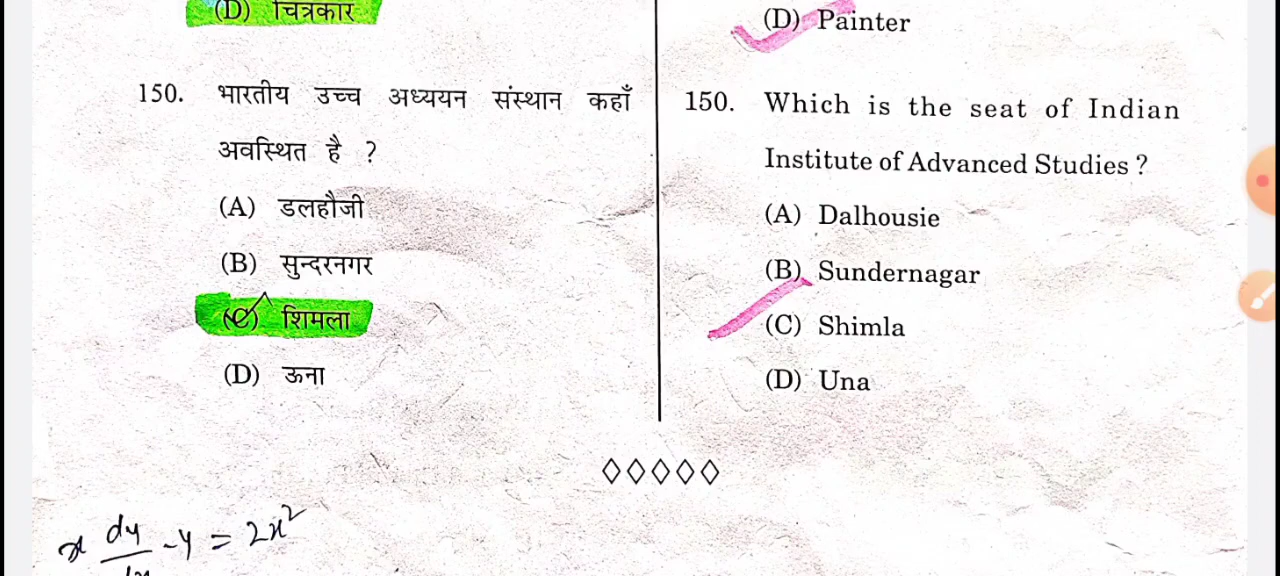 (D) चित्रकार
150. भारतीय उच्च अध्ययन संस्थान कहाँ
अवस्थित है ?
(A) डलहौजी
(B) सुन्दरनगर
(C) शिमला
(D) ऊना
(D) Painter
150. Which is the seat of Indian
Institute of Advanced Studies ?
(A) Dalhousie
(B) Sundernagar
(C) Shimla
(D) Una
x dy/dx - y = 2x²